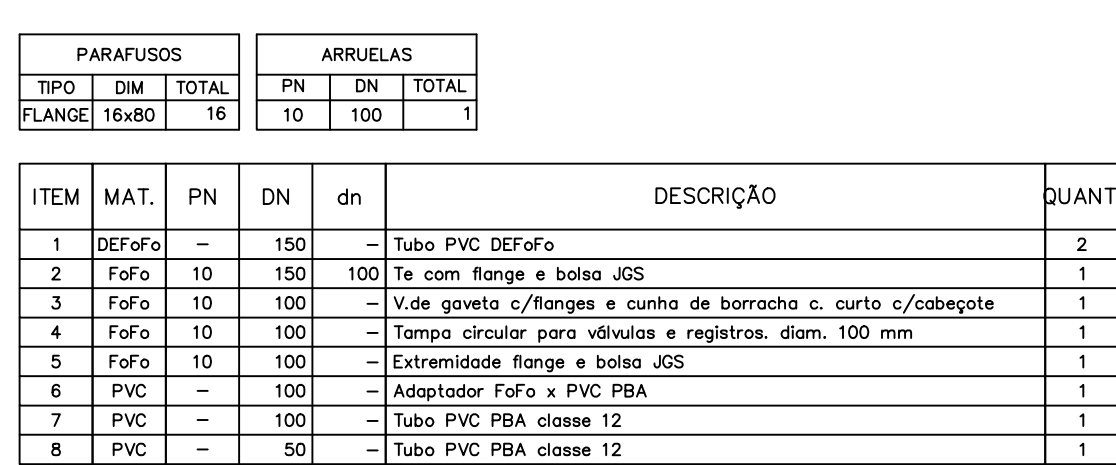 PARAFUSOS
TIPO DIM TOTAL
FLANGE 16x80 16
ARRUELAS
PN DN TOTAL
10 100 1
ITEM MAT. PN DN dn DESCRIÇÃO QUANT
1 DEFoFo – 150 – Tubo PVC DEFoFo 2
2 FoFo 10 150 100 Te com flange e bolsa JGS 1
3 FoFo 10 100 – V.de gaveta c/flanges e cunha de borracha c. curto c/cabeçote 1
4 FoFo 10 100 – Tampa circular para válvulas e registros. diam. 100 mm 1
5 FoFo 10 100 – Extremidade flange e bolsa JGS 1
6 PVC – 100 – Adaptador FoFo x PVC PBA 1
7 PVC – 100 – Tubo PVC PBA classe 12 1
8 PVC – 50 – Tubo PVC PBA classe 12 1